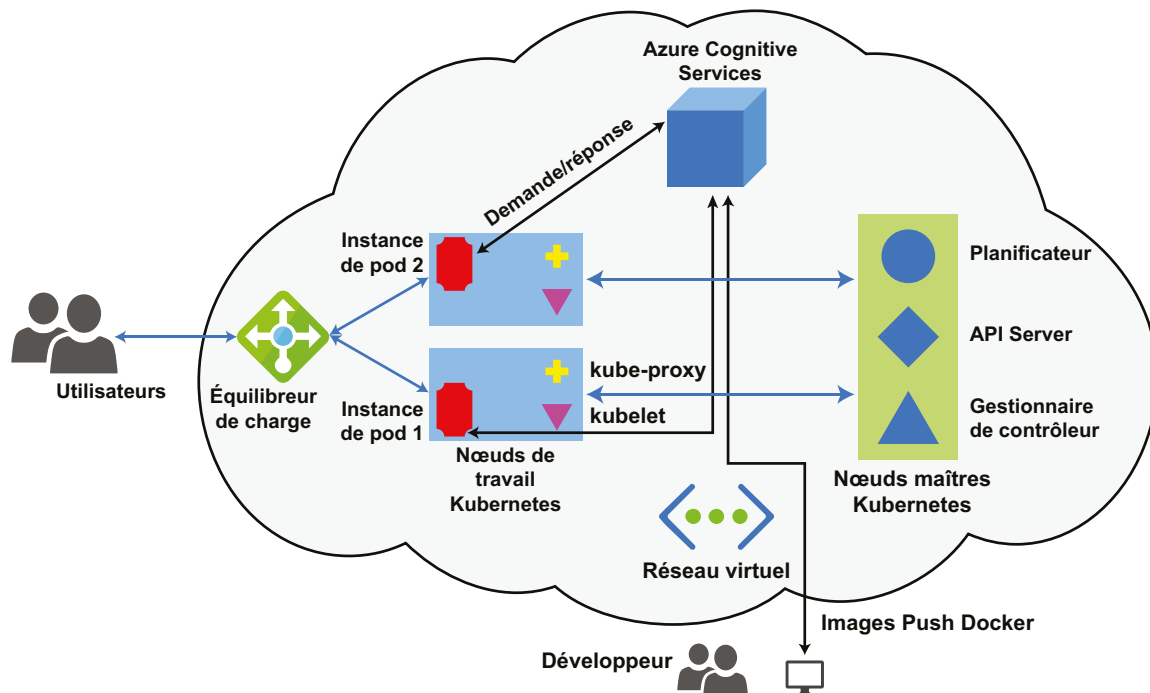 Azure Cognitive
Services
Demande/réponse
Instance
de pod 2
Planificateur
API Server
Utilisateurs
Équilibreur
de charge
kube-proxy
Instance
de pod 1
kubelet
Gestionnaire
de contrôleur
Nœuds de
travail
Kubernetes
Nœuds maîtres
Kubernetes
Réseau virtuel
Images Push Docker
Développeur